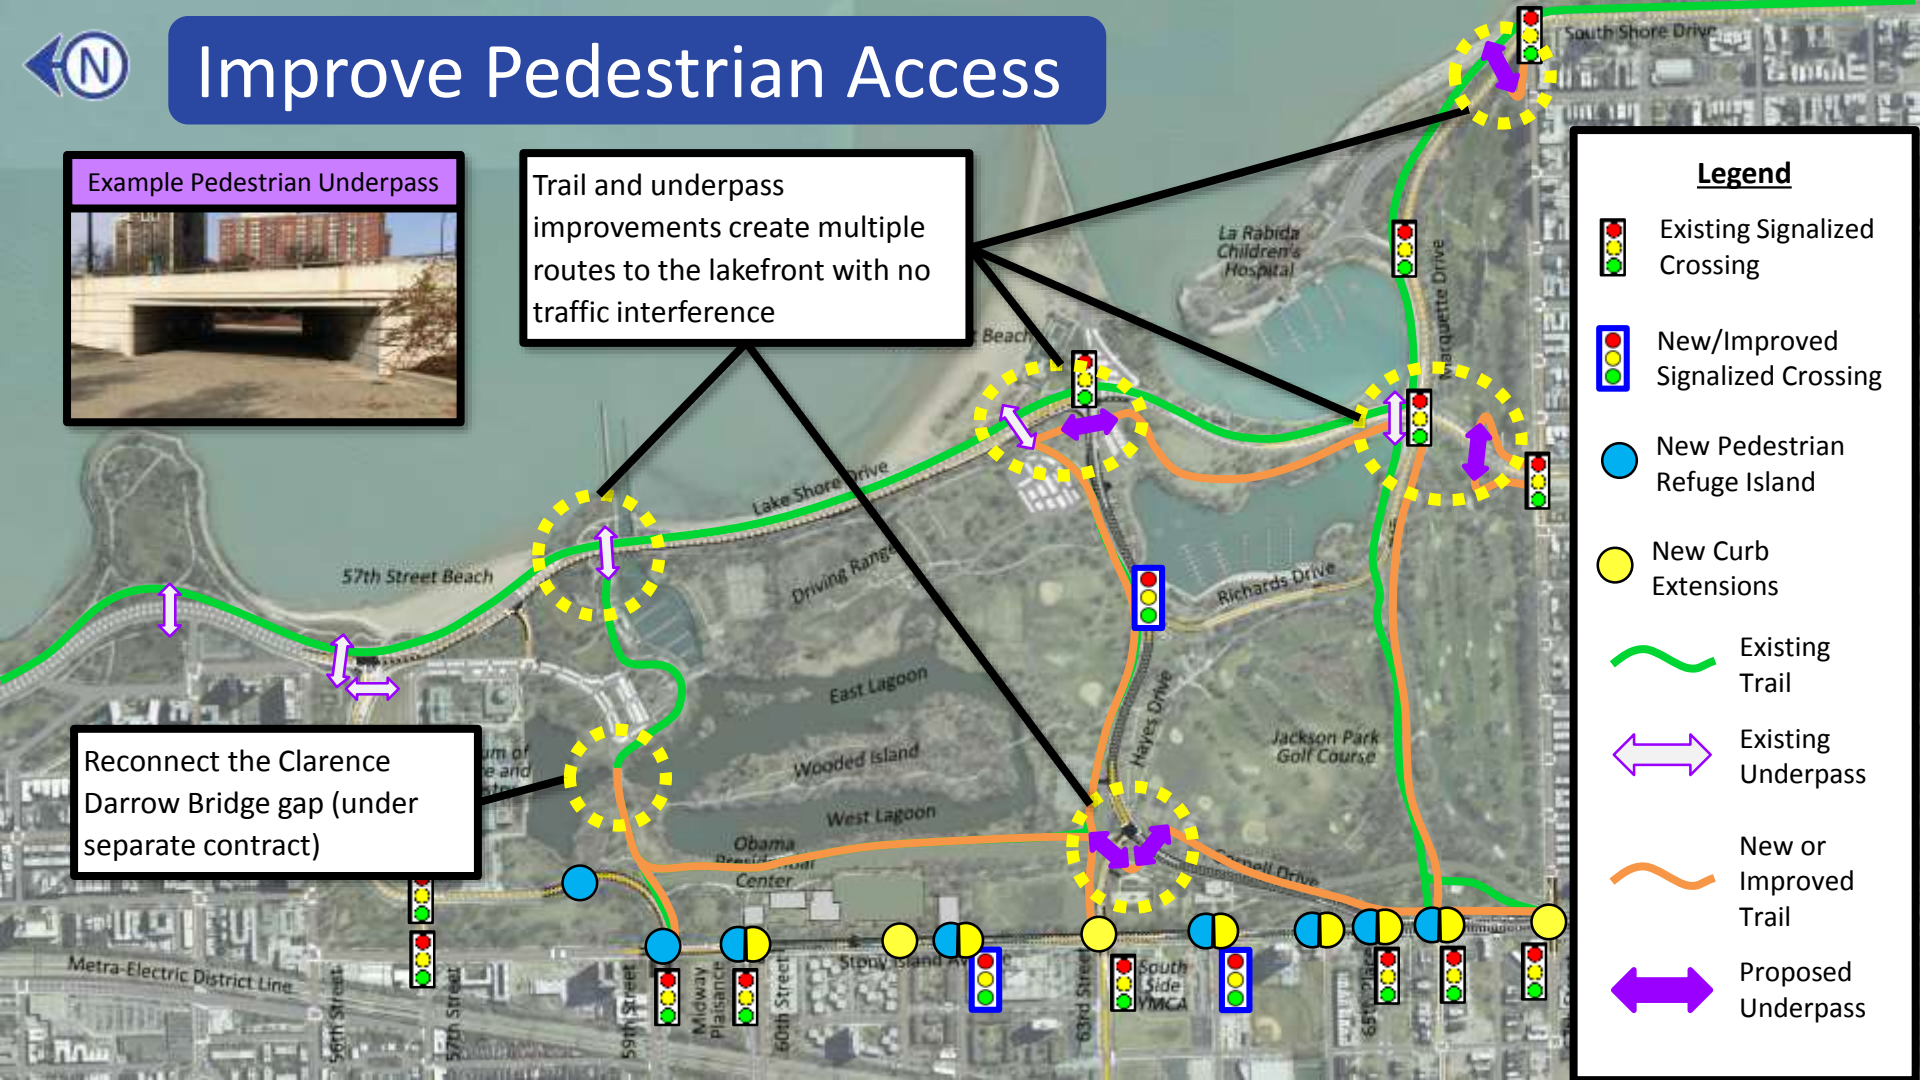 N
Improve Pedestrian Access
Example Pedestrian Underpass
Trail and underpass
improvements create multiple
routes to the lakefront with no
traffic interference
South Shore Drive
La Rabida
Children's
Hospital
Marquette Drive
Beach
Lake Shore Drive
57th Street Beach
Driving Range
Richards Drive
East Lagoon
Hayes Drive
Wooded Island
Jackson Park
Golf Course
West Lagoon
Reconnect the Clarence
Darrow Bridge gap (under
separate contract)
Obama
Presidential
Center
Cornell Drive
Metra-Electric District Line
56th Street
57th Street
59th Street
Midway
Plaisance
60th Street
Stony Island
63rd Street
South
Side
YMCA
65th Place
Legend
Existing Signalized
Crossing
New/Improved
Signalized Crossing
New Pedestrian
Refuge Island
New Curb
Extensions
Existing
Trail
Existing
Underpass
New or
Improved
Trail
Proposed
Underpass